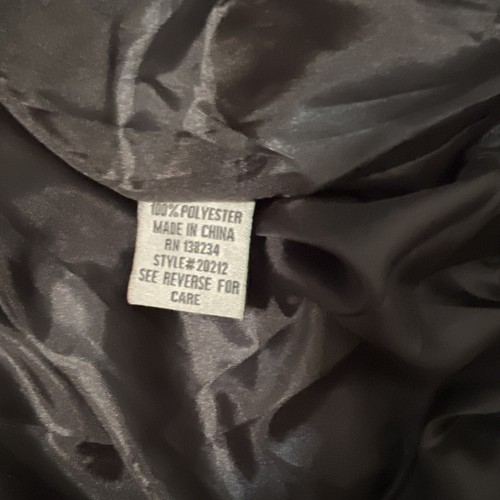 100% POLYESTER
MADE IN CHINA
RN 138234
STYLE#20212
SEE REVERSE FOR
CARE